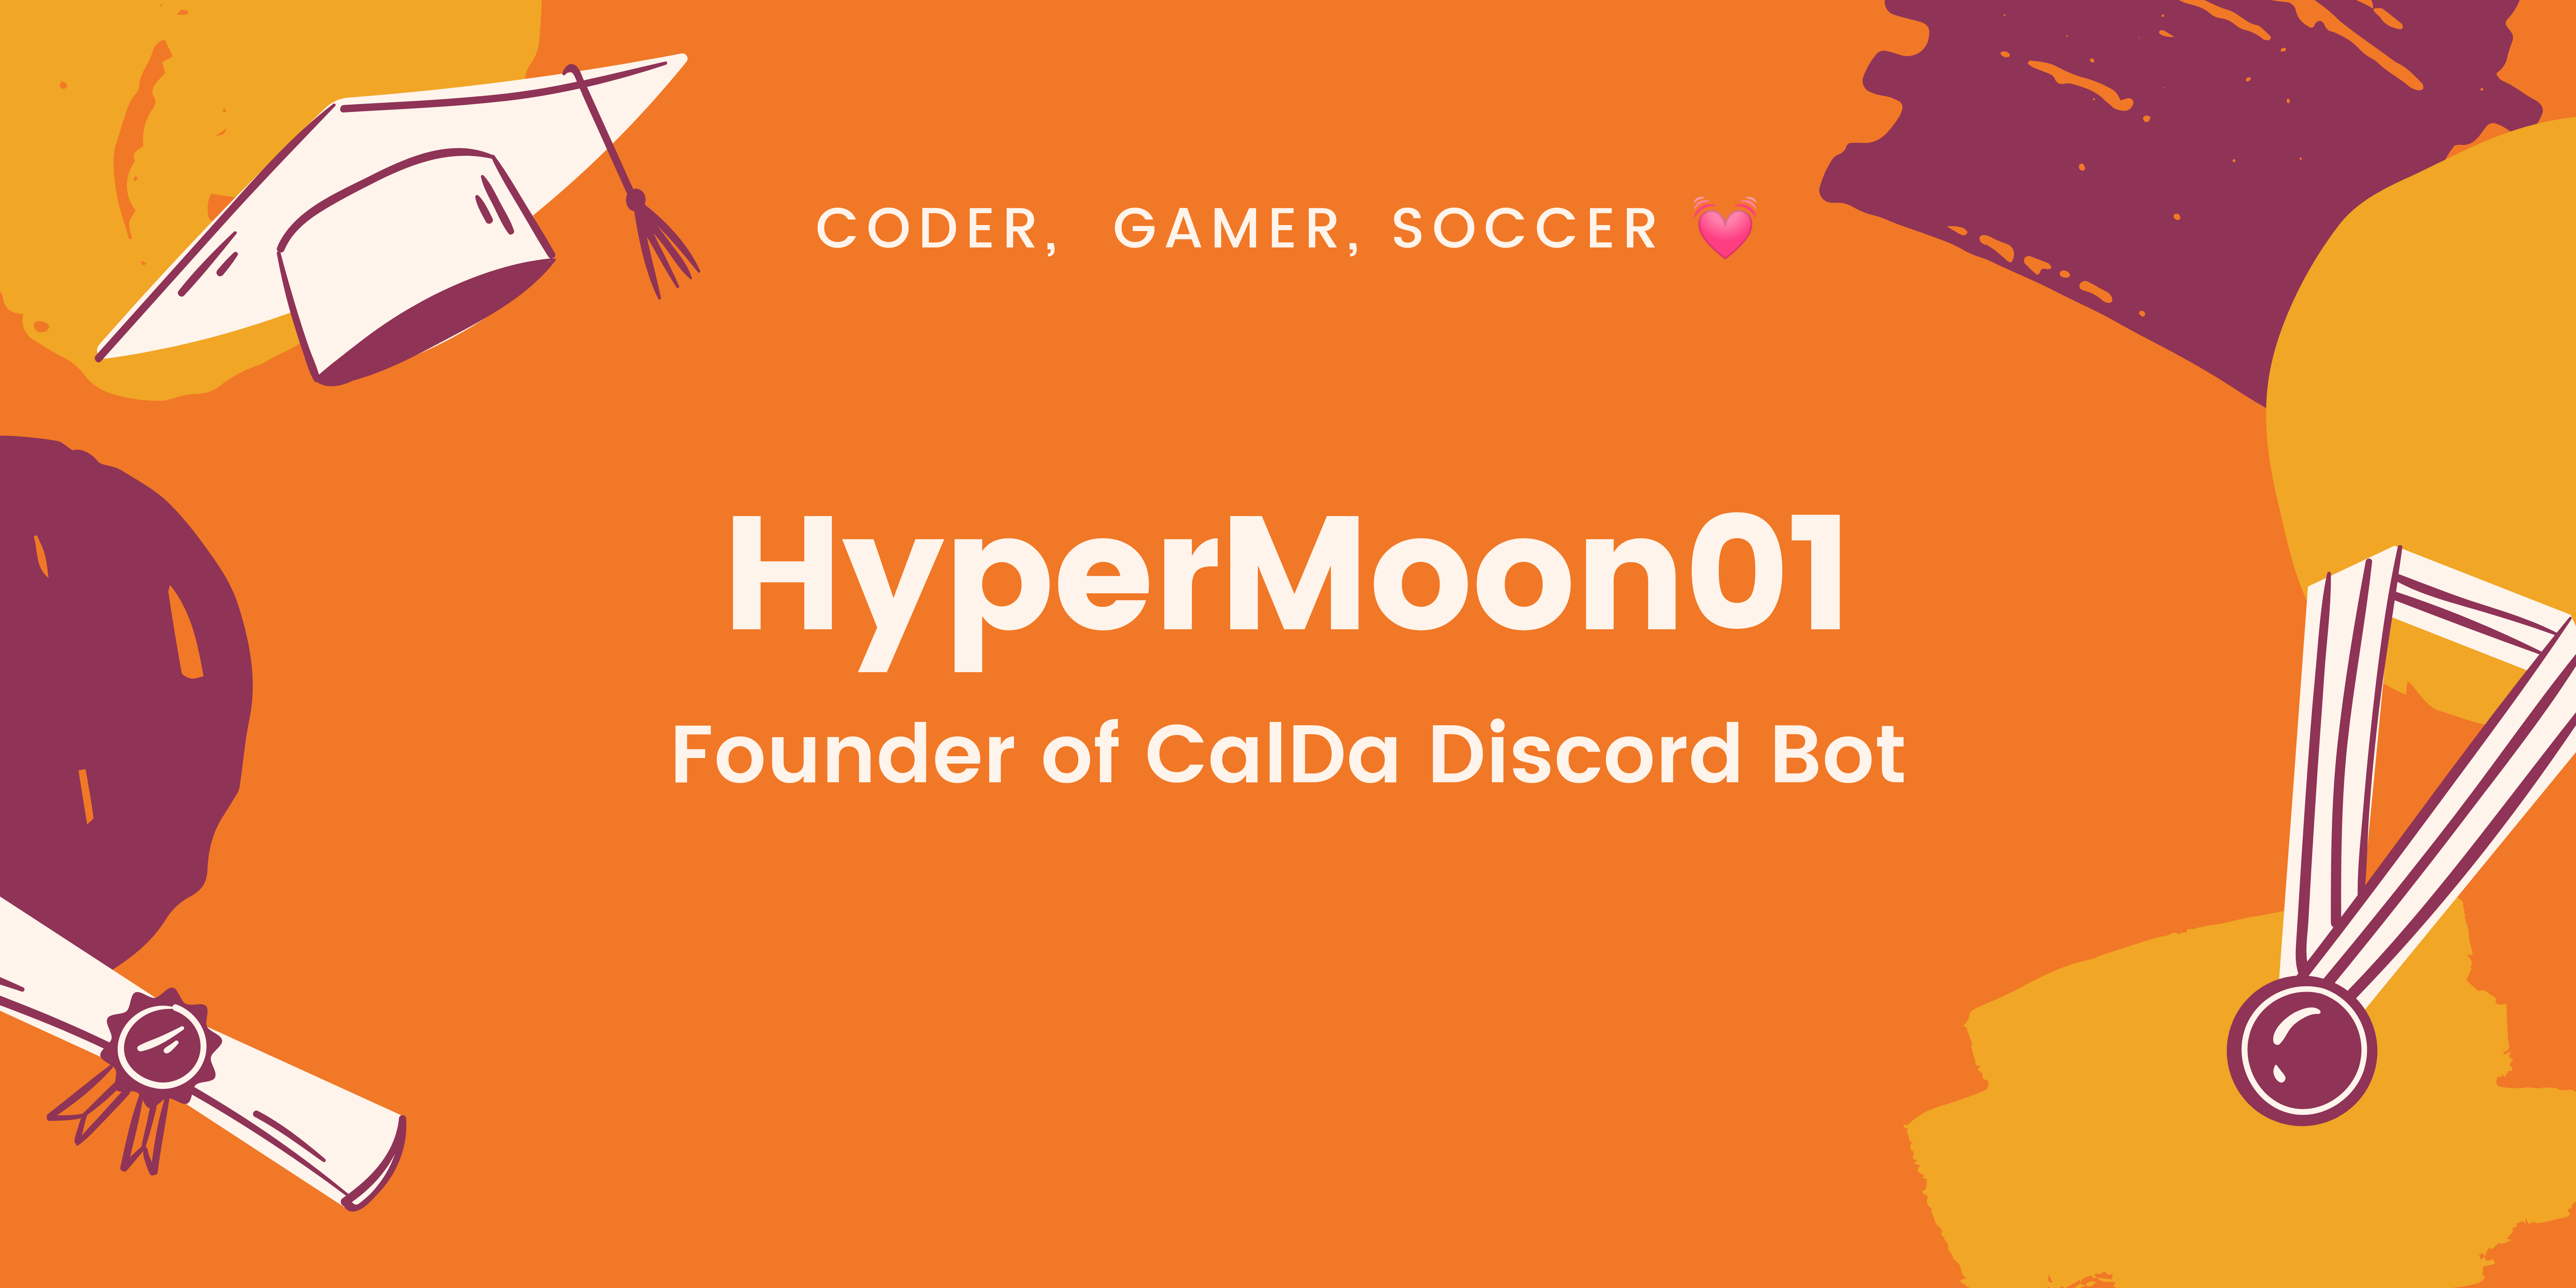 CODER, GAMER, SOCCER 💓
HyperMoon01
Founder of CalDa Discord Bot